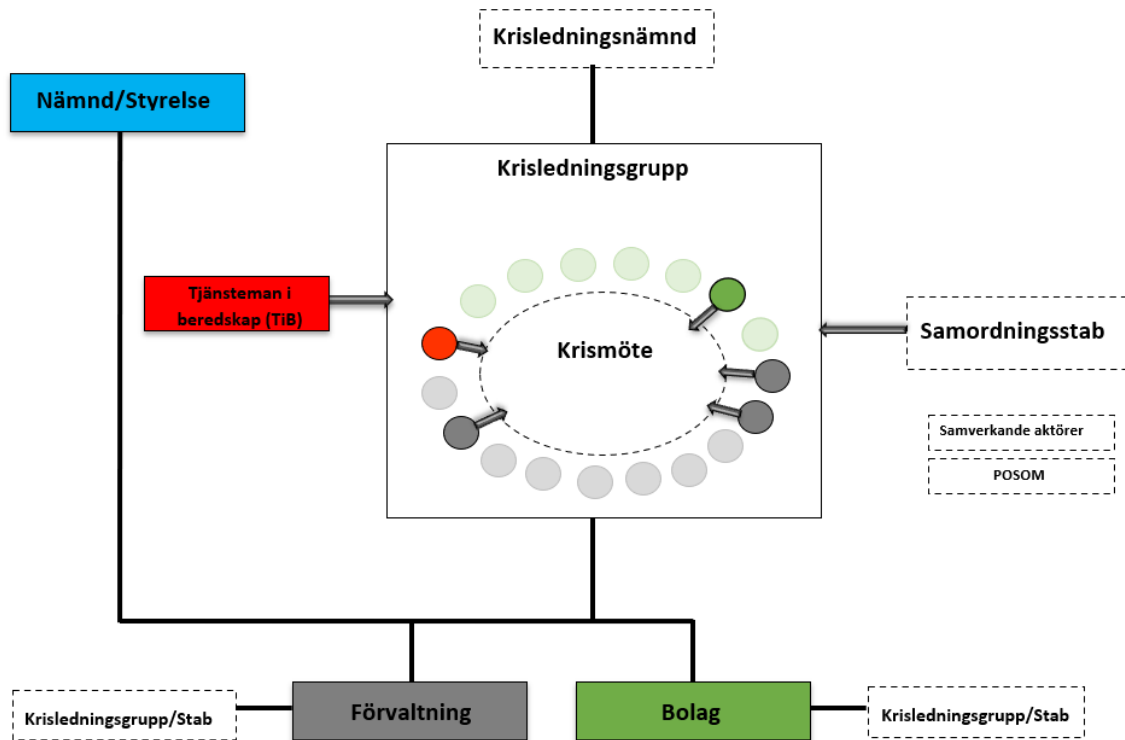 Krisledningsnämnd
Nämnd/Styrelse
Krisledningsgrupp
Tjänsteman i
beredskap (TiB)
Krismöte
Samordningsstab
Samverkande aktörer
POSOM
Krisledningsgrupp/Stab
Förvaltning
Bolag
Krisledningsgrupp/Stab